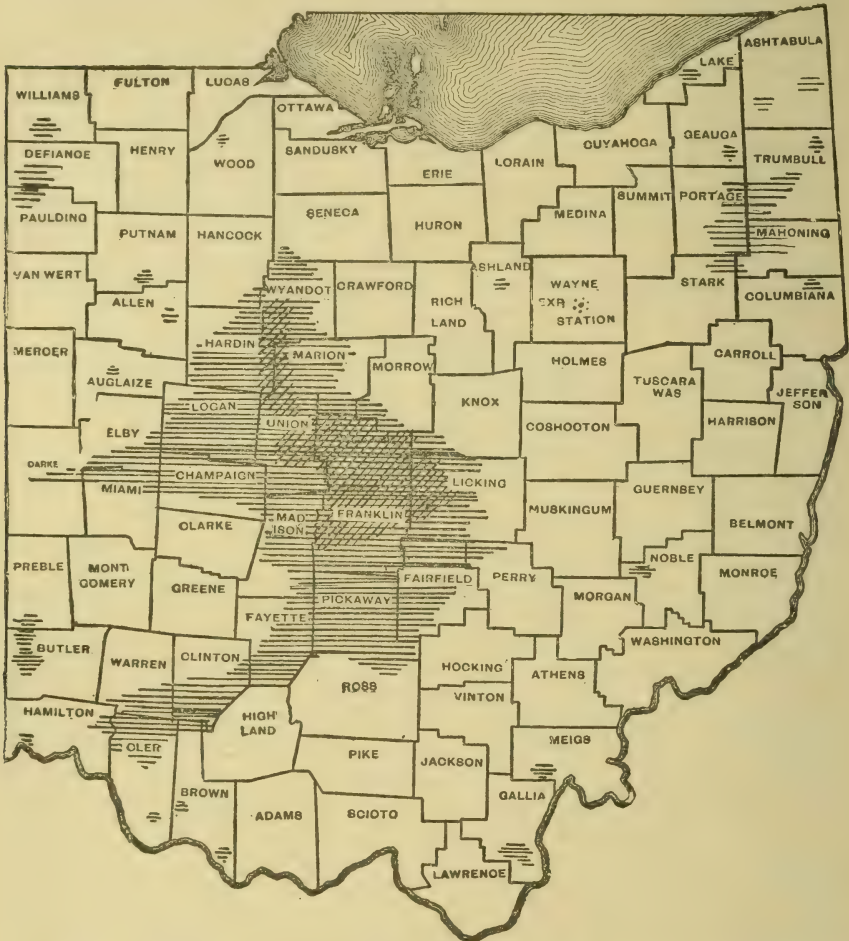 ASHTABULA
LAKE
FULTON
LUCAS
WILLIAMS
OTTAWA
GEAUGA
CUYAHOGA
DEFIANCE
HENRY
WOOD
SANDUSKY
ERIE
LORAIN
TRUMBULL
SUMMIT
PORTAGE
PAULDING
SENECA
HURON
MEDINA
PUTNAM
HANCOCK
MAHONING
VAN WERT
ASHLAND
WYANDOT
CRAWFORD
WAYNE
STARK
ALLEN
RICH
LAND
EXP.
STATION
COLUMBIANA
HARDIN
MERCER
MARION
MORROW
HOLMES
CARROLL
AUGLAIZE
TUSCARA
WAS
JEFFER
SON
LOGAN
KNOX
UNION
COSHOCTON
HARRISON
ELBY
DARKE
CHAMPAIGN
MIAMI
LICKING
GUERNSEY
MUSKINGUM
CLARKE
MAD
ISON
FRANKLIN
BELMONT
NOBLE
PREBLE
MONT
GOMERY
GREENE
FAIRFIELD
PERRY
MONROE
PICKAWAY
MORGAN
FAYETTE
WASHINGTON
BUTLER
WARREN
CLINTON
HOCKING
ATHENS
ROSS
VINTON
HAMILTON
HIGH
LAND
MEIGS
CLER
PIKE
JACKSON
BROWN
GALLIA
ADAMS
SCIOTO
LAWRENCE